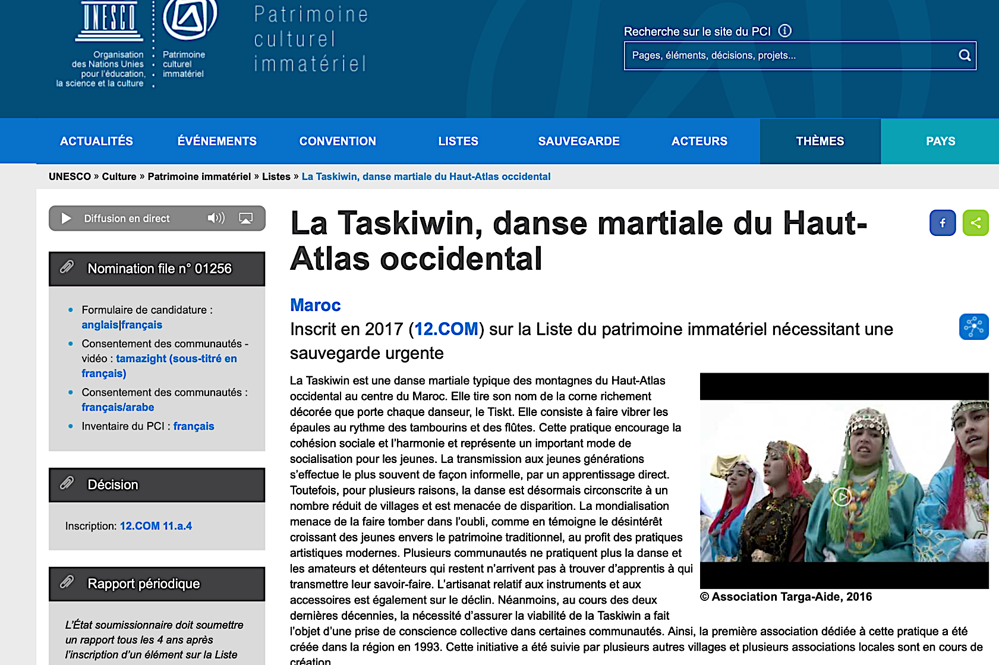 UNESCO
Organisation
des Nations Unies
pour l'éducation,
la science et la culture
Patrimoine
culturel
immatériel
Patrimoine
culturel
immatériel
Recherche sur le site du PCI
Pages, éléments, décisions, projets...
ACTUALITÉS ÉVÉNEMENTS CONVENTION LISTES SAUVEGARDE ACTEURS THÈMES PAYS
UNESCO » Culture » Patrimoine immatériel » Listes » La Taskiwin, danse martiale du Haut-Atlas occidental
Diffusion en direct
Nomination file n° 01256
Formulaire de candidature :
anglais|français
Consentement des communautés -
vidéo : tamazight (sous-titré en
français)
Consentement des communautés :
français/arabe
Inventaire du PCI : français
Décision
Inscription: 12.COM 11.a.4
Rapport périodique
L'État soumissionnaire doit soumettre
un rapport tous les 4 ans après
l'inscription d'un élément sur la Liste
La Taskiwin, danse martiale du Haut-
Atlas occidental
f
Maroc
Inscrit en 2017 (12.COM) sur la Liste du patrimoine immatériel nécessitant une
sauvegarde urgente
La Taskiwin est une danse martiale typique des montagnes du Haut-Atlas
occidental au centre du Maroc. Elle tire son nom de la corne richement
décorée que porte chaque danseur, le Tiskt. Elle consiste à faire vibrer les
épaules au rythme des tambourins et des flûtes. Cette pratique encourage la
cohésion sociale et l'harmonie et représente un important mode de
socialisation pour les jeunes. La transmission aux jeunes générations
s'effectue le plus souvent de façon informelle, par un apprentissage direct.
Toutefois, pour plusieurs raisons, la danse est désormais circonscrite à un
nombre réduit de villages et est menacée de disparition. La mondialisation
menace de la faire tomber dans l'oubli, comme en témoigne le désintérêt
croissant des jeunes envers le patrimoine traditionnel, au profit des pratiques
artistiques modernes. Plusieurs communautés ne pratiquent plus la danse et
les amateurs et détenteurs qui restent n'arrivent pas à trouver d'apprentis à qui
transmettre leur savoir-faire. L'artisanat relatif aux instruments et aux
accessoires est également sur le déclin. Néanmoins, au cours des deux
dernières décennies, la nécessité d'assurer la viabilité de la Taskiwin a fait
l'objet d'une prise de conscience collective dans certaines communautés. Ainsi, la première association dédiée à cette pratique a été
créée dans la région en 1993. Cette initiative a été suivie par plusieurs autres villages et plusieurs associations locales sont en cours de
création.
© Association Targa-Aide, 2016